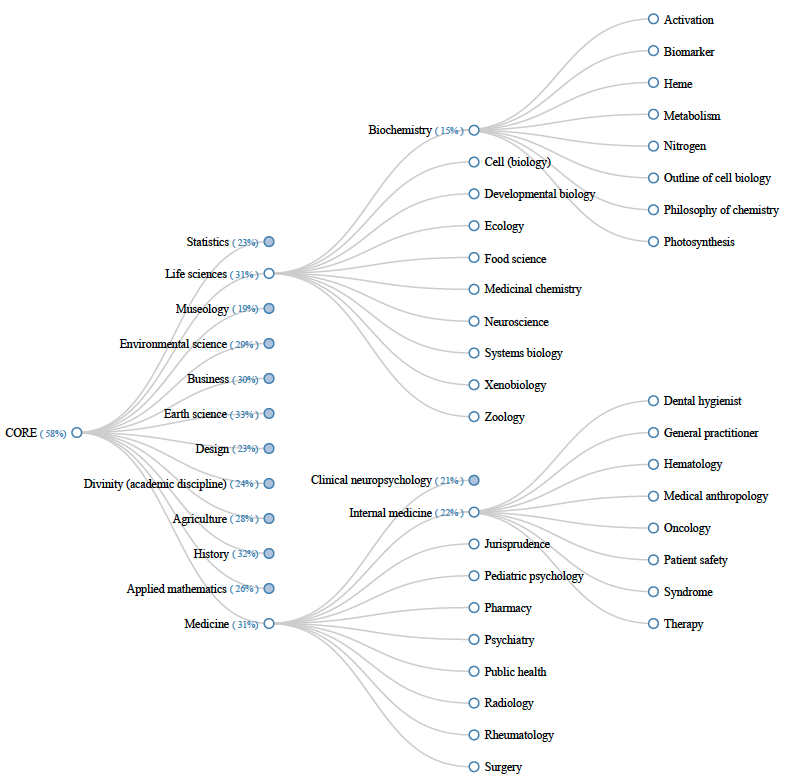 CORE ( 58%)
Statistics ( 23%)
Life sciences ( 31%)
Museology ( 19%)
Environmental science ( 29%)
Business ( 30%)
Earth science ( 33%)
Design ( 23%)
Divinity (academic discipline) ( 24%)
Agriculture ( 28%)
History ( 32%)
Applied mathematics ( 26%)
Medicine ( 31%)
Biochemistry ( 15%)
Cell (biology)
Developmental biology
Ecology
Food science
Medicinal chemistry
Neuroscience
Systems biology
Xenobiology
Zoology
Clinical neuropsychology ( 21%)
Internal medicine ( 22%)
Jurisprudence
Pediatric psychology
Pharmacy
Psychiatry
Public health
Radiology
Rheumatology
Surgery
Activation
Biomarker
Heme
Metabolism
Nitrogen
Outline of cell biology
Philosophy of chemistry
Photosynthesis
Dental hygienist
General practitioner
Hematology
Medical anthropology
Oncology
Patient safety
Syndrome
Therapy